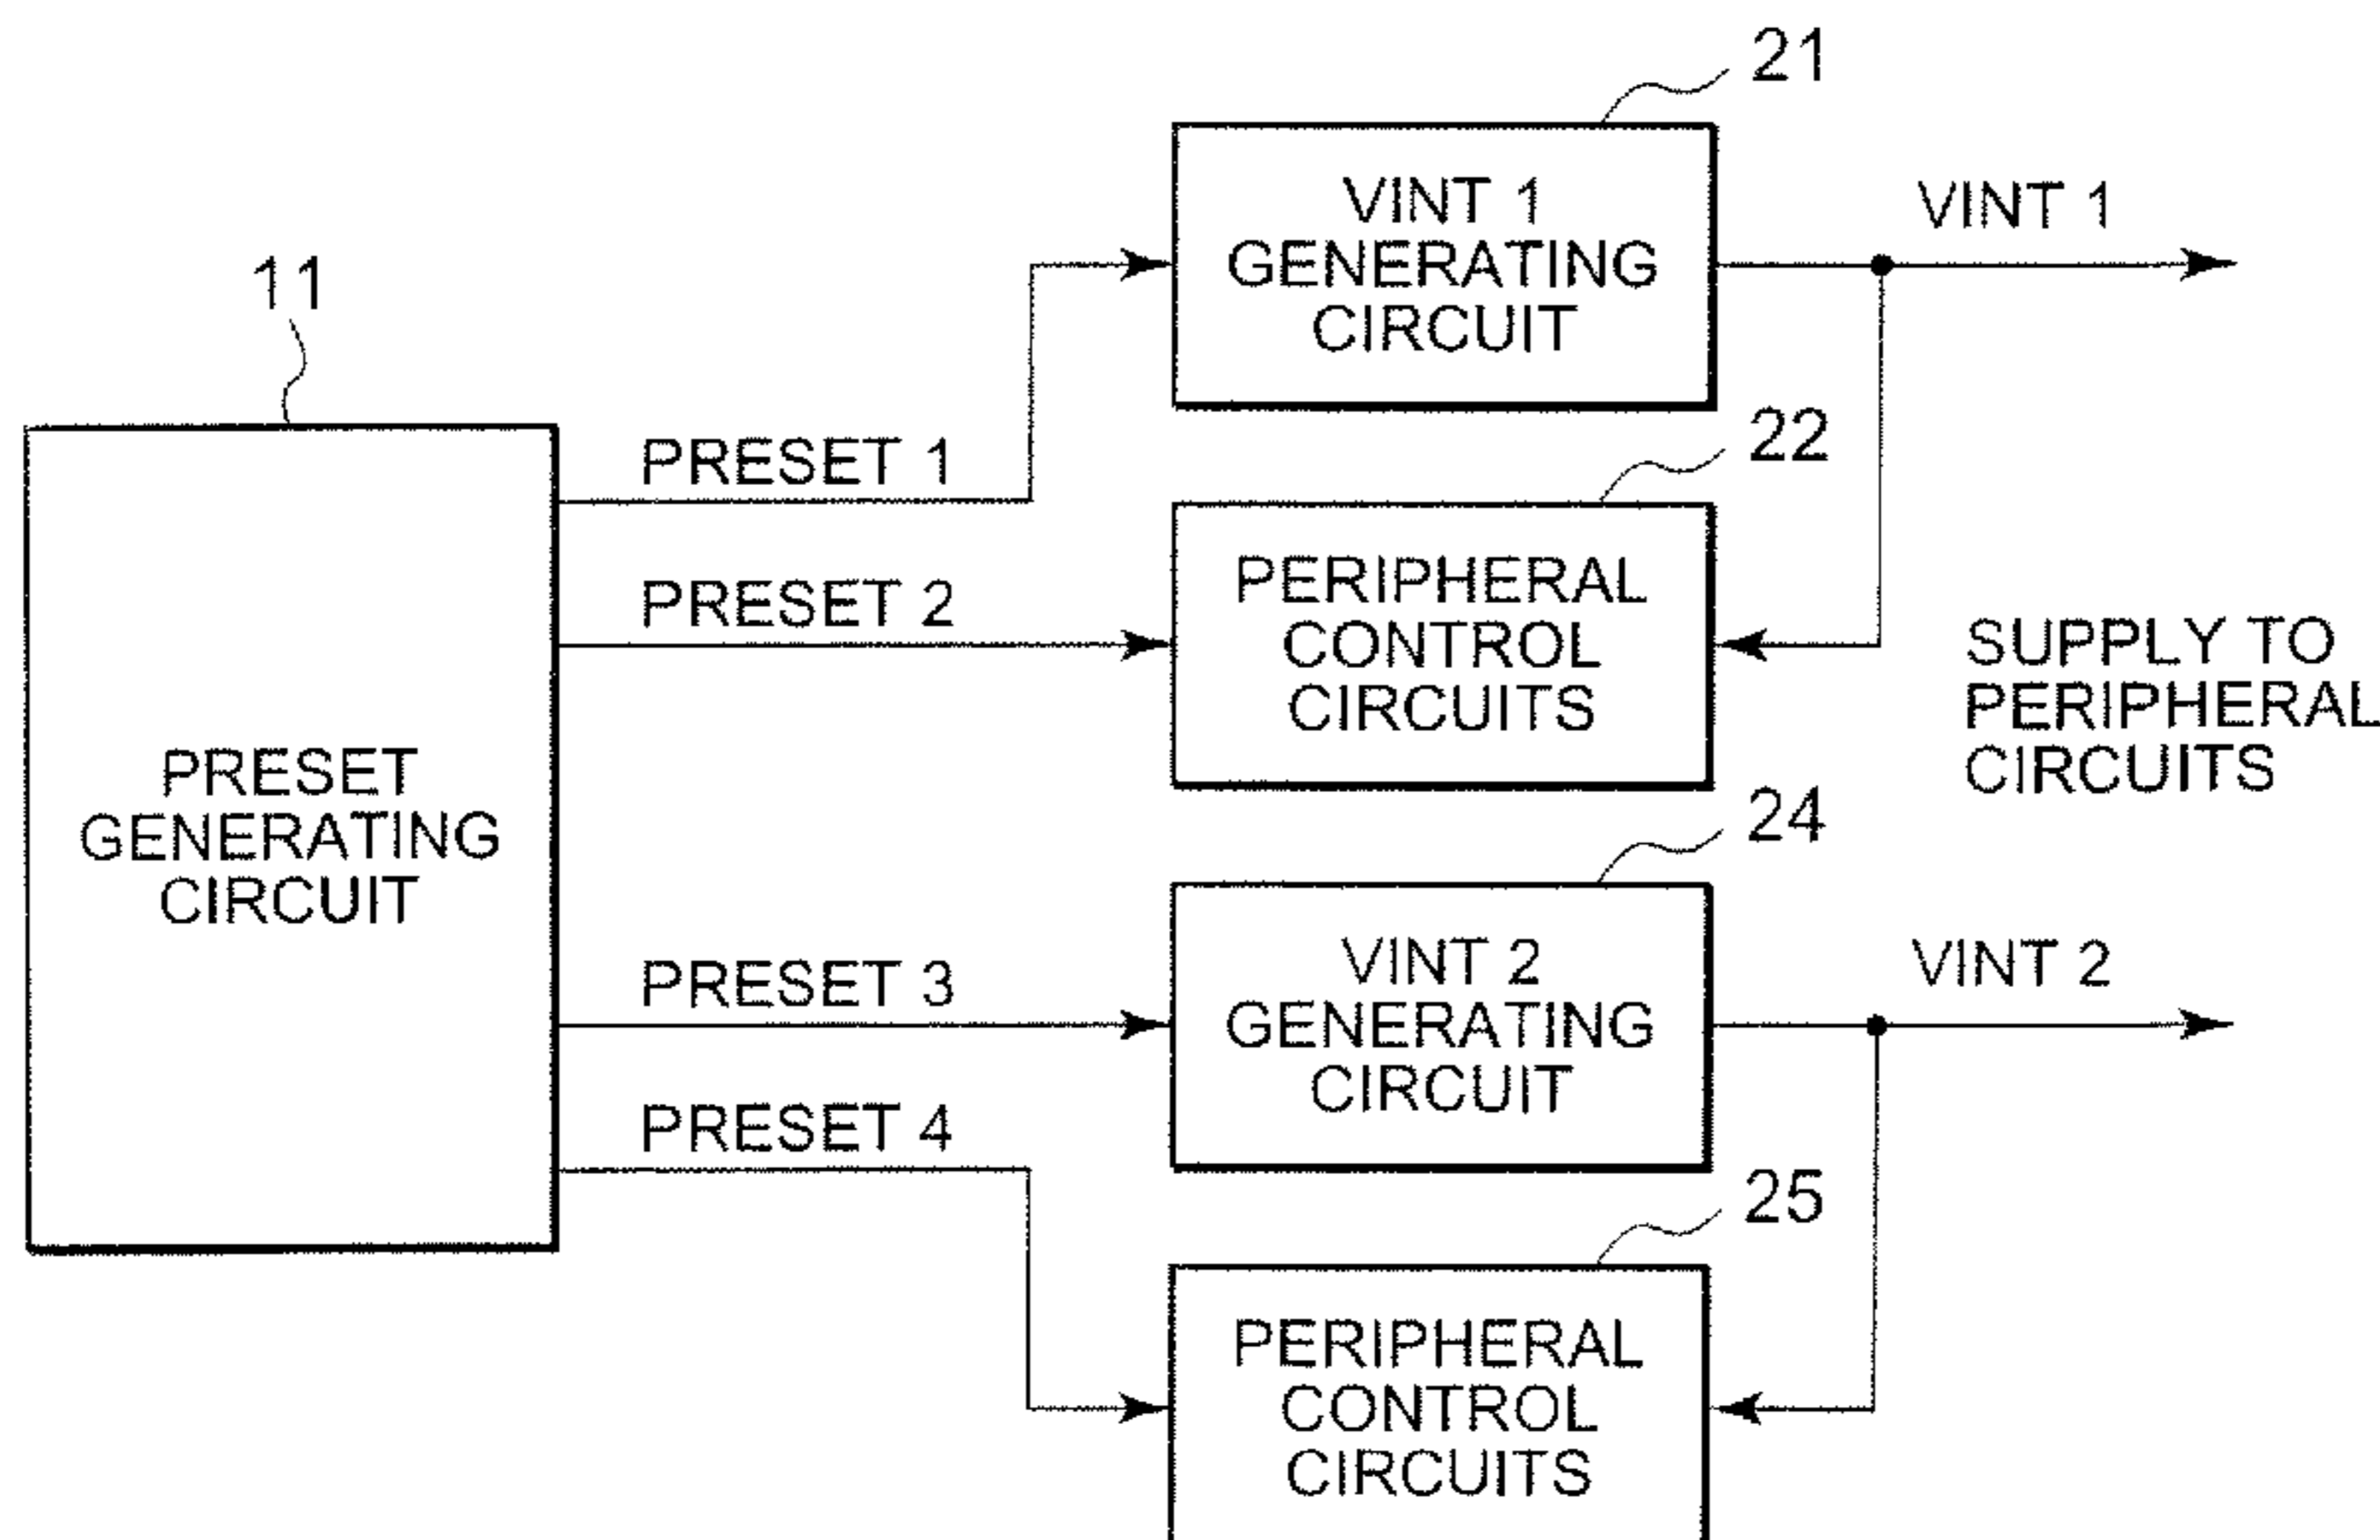 21
VINT 1
GENERATING
CIRCUIT
VINT 1
11
PRESET 1
22
PRESET 2
PERIPHERAL
CONTROL
CIRCUITS
SUPPLY TO
PERIPHERAL
CIRCUITS
PRESET
GENERATING
CIRCUIT
24
PRESET 3
VINT 2
GENERATING
CIRCUIT
VINT 2
PRESET 4
25
PERIPHERAL
CONTROL
CIRCUITS